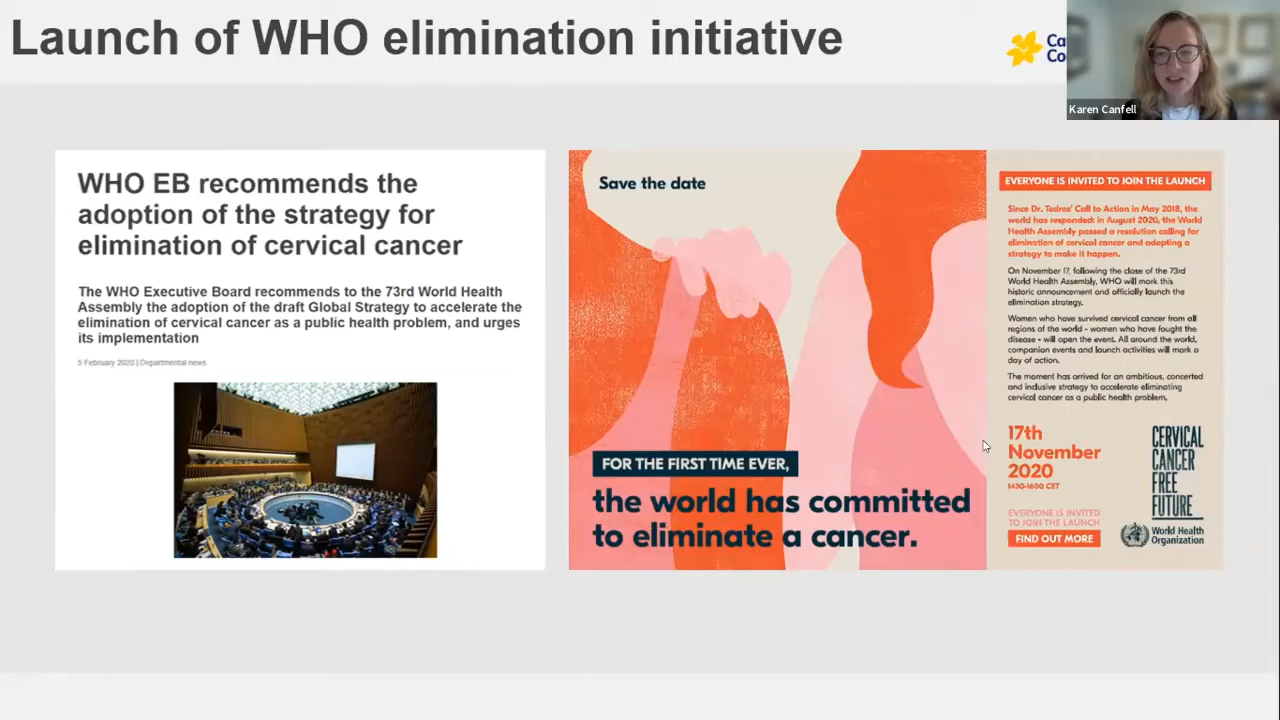 Launch of WHO elimination initiative
Ca
Co
Karen Canfell
WHO EB recommends the
adoption of the strategy for
elimination of cervical cancer
The WHO Executive Board recommends to the 73rd World Health
Assembly the adoption of the draft Global Strategy to accelerate the
elimination of cervical cancer as a public health problem, and urges
its implementation
5 February 2020 | Departmental news
Save the date
FOR THE FIRST TIME EVER,
the world has committed
to eliminate a cancer.
EVERYONE IS INVITED TO JOIN THE LAUNCH
Since Dr. Tedros' Call to Action in May 2018, the
world has responded: in August 2020, the World
Health Assembly passed a resolution calling for
elimination of cervical cancer and adopting a
strategy to make it happen.
On November 17, following the close of the 73rd
World Health Assembly, WHO will mark this
historic announcement and officially launch the
elimination strategy.
Women who have survived cervical cancer from all
regions of the world - women who have fought the
disease - will open the event. All around the world,
companion events and launch activities will mark a
day of action.
The moment has arrived for an ambitious, concerted
and inclusive strategy to accelerate eliminating
cervical cancer as a public health problem.
17th
November
2020
1430-1600 CET
EVERYONE IS INVITED
TO JOIN THE LAUNCH
FIND OUT MORE
CERVICAL
CANCER
FREE
FUTURE
World Health
Organization